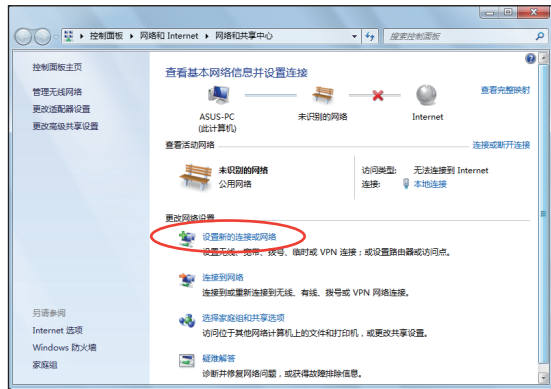 控制面板 ▸ 网络和 Internet ▸ 网络和共享中心
搜索控制面板
控制面板主页
管理无线网络
更改适配器设置
更改高级共享设置
查看基本网络信息并设置连接
查看完整映射
ASUS-PC
(此计算机)
未识别的网络
Internet
查看活动网络
连接或断开连接
未识别的网络
公用网络
访问类型: 无法连接到 Internet
连接: 本地连接
更改网络设置
设置新的连接或网络
设置无线、宽带、拨号、临时或 VPN 连接；或设置路由器或访问点。
连接到网络
连接到或重新连接到无线、有线、拨号或 VPN 网络连接。
选择家庭组和共享选项
访问位于其他网络计算机上的文件和打印机，或更改共享设置。
疑难解答
诊断并修复网络问题，或获得故障排除信息。
另请参阅
Internet 选项
Windows 防火墙
家庭组